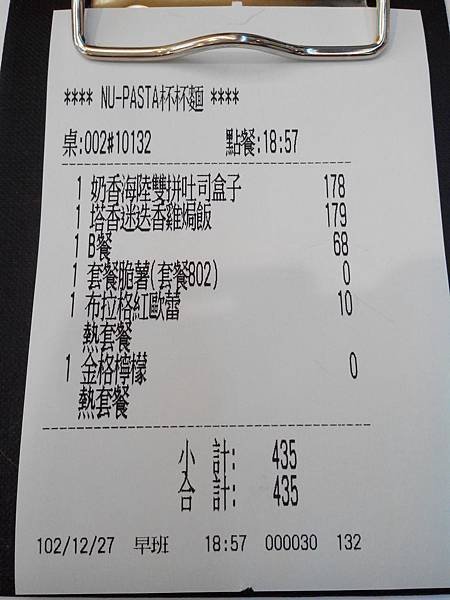 **** NU-PASTA杯杯麵 ****
桌:002#10132 點餐:18:57
1 奶香海陸雙拼吐司盒子 178
1 塔香迷迭香雞焗飯 179
1 B餐 68
1 套餐脆薯(套餐802) 0
1 布拉格紅歐蕾 10
熱套餐
1 金格檸檬 0
熱套餐
小 計: 435
合 計: 435
102/12/27 早班 18:57 000030 132